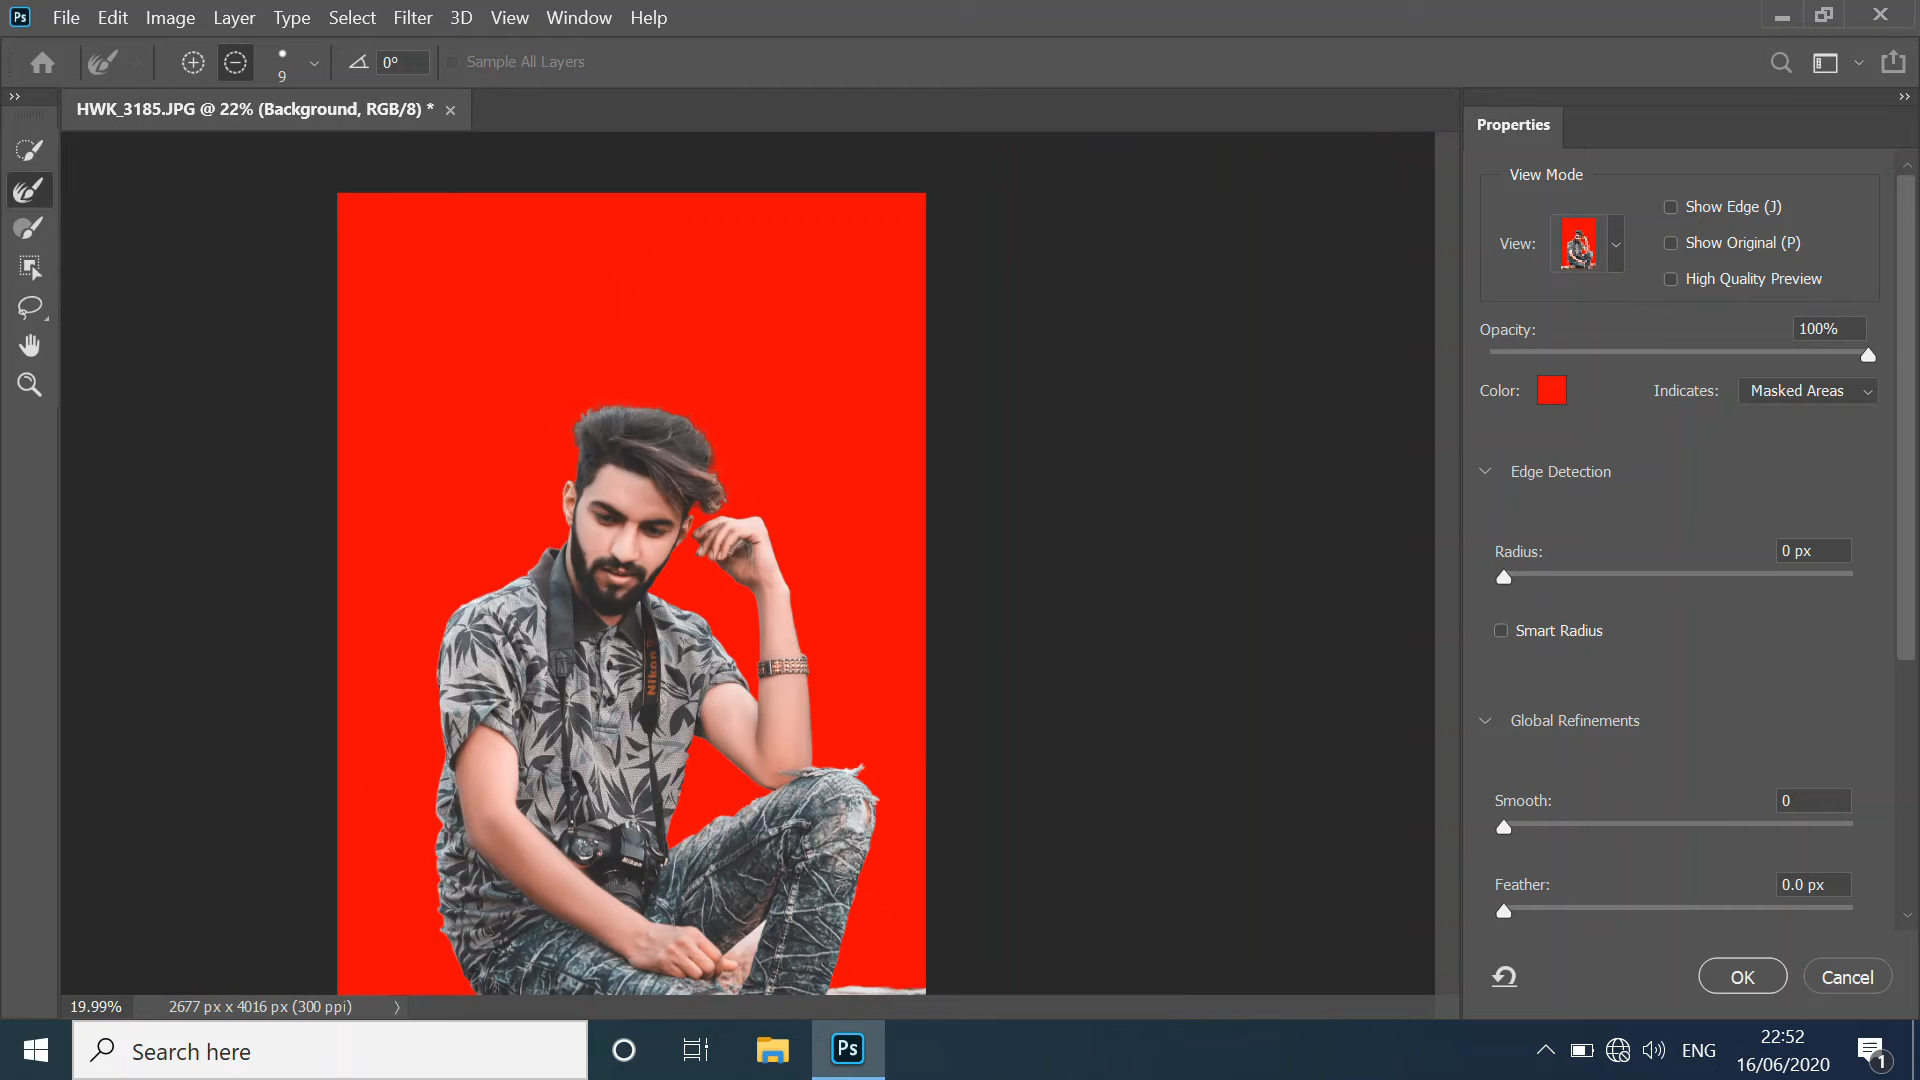 Ps File Edit Image Layer Type Select Filter 3D View Window Help
9 0° Sample All Layers
HWK_3185.JPG @ 22% (Background, RGB/8) *
Properties
View Mode
View:
Show Edge (J)
Show Original (P)
High Quality Preview
Opacity: 100%
Color: Indicates: Masked Areas
Edge Detection
Radius: 0 px
Smart Radius
Global Refinements
Smooth: 0
Feather: 0.0 px
OK Cancel
Nikon
Nikon
19.99% 2677 px x 4016 px (300 ppi)
Search here
Ps
ENG
22:52
16/06/2020
1